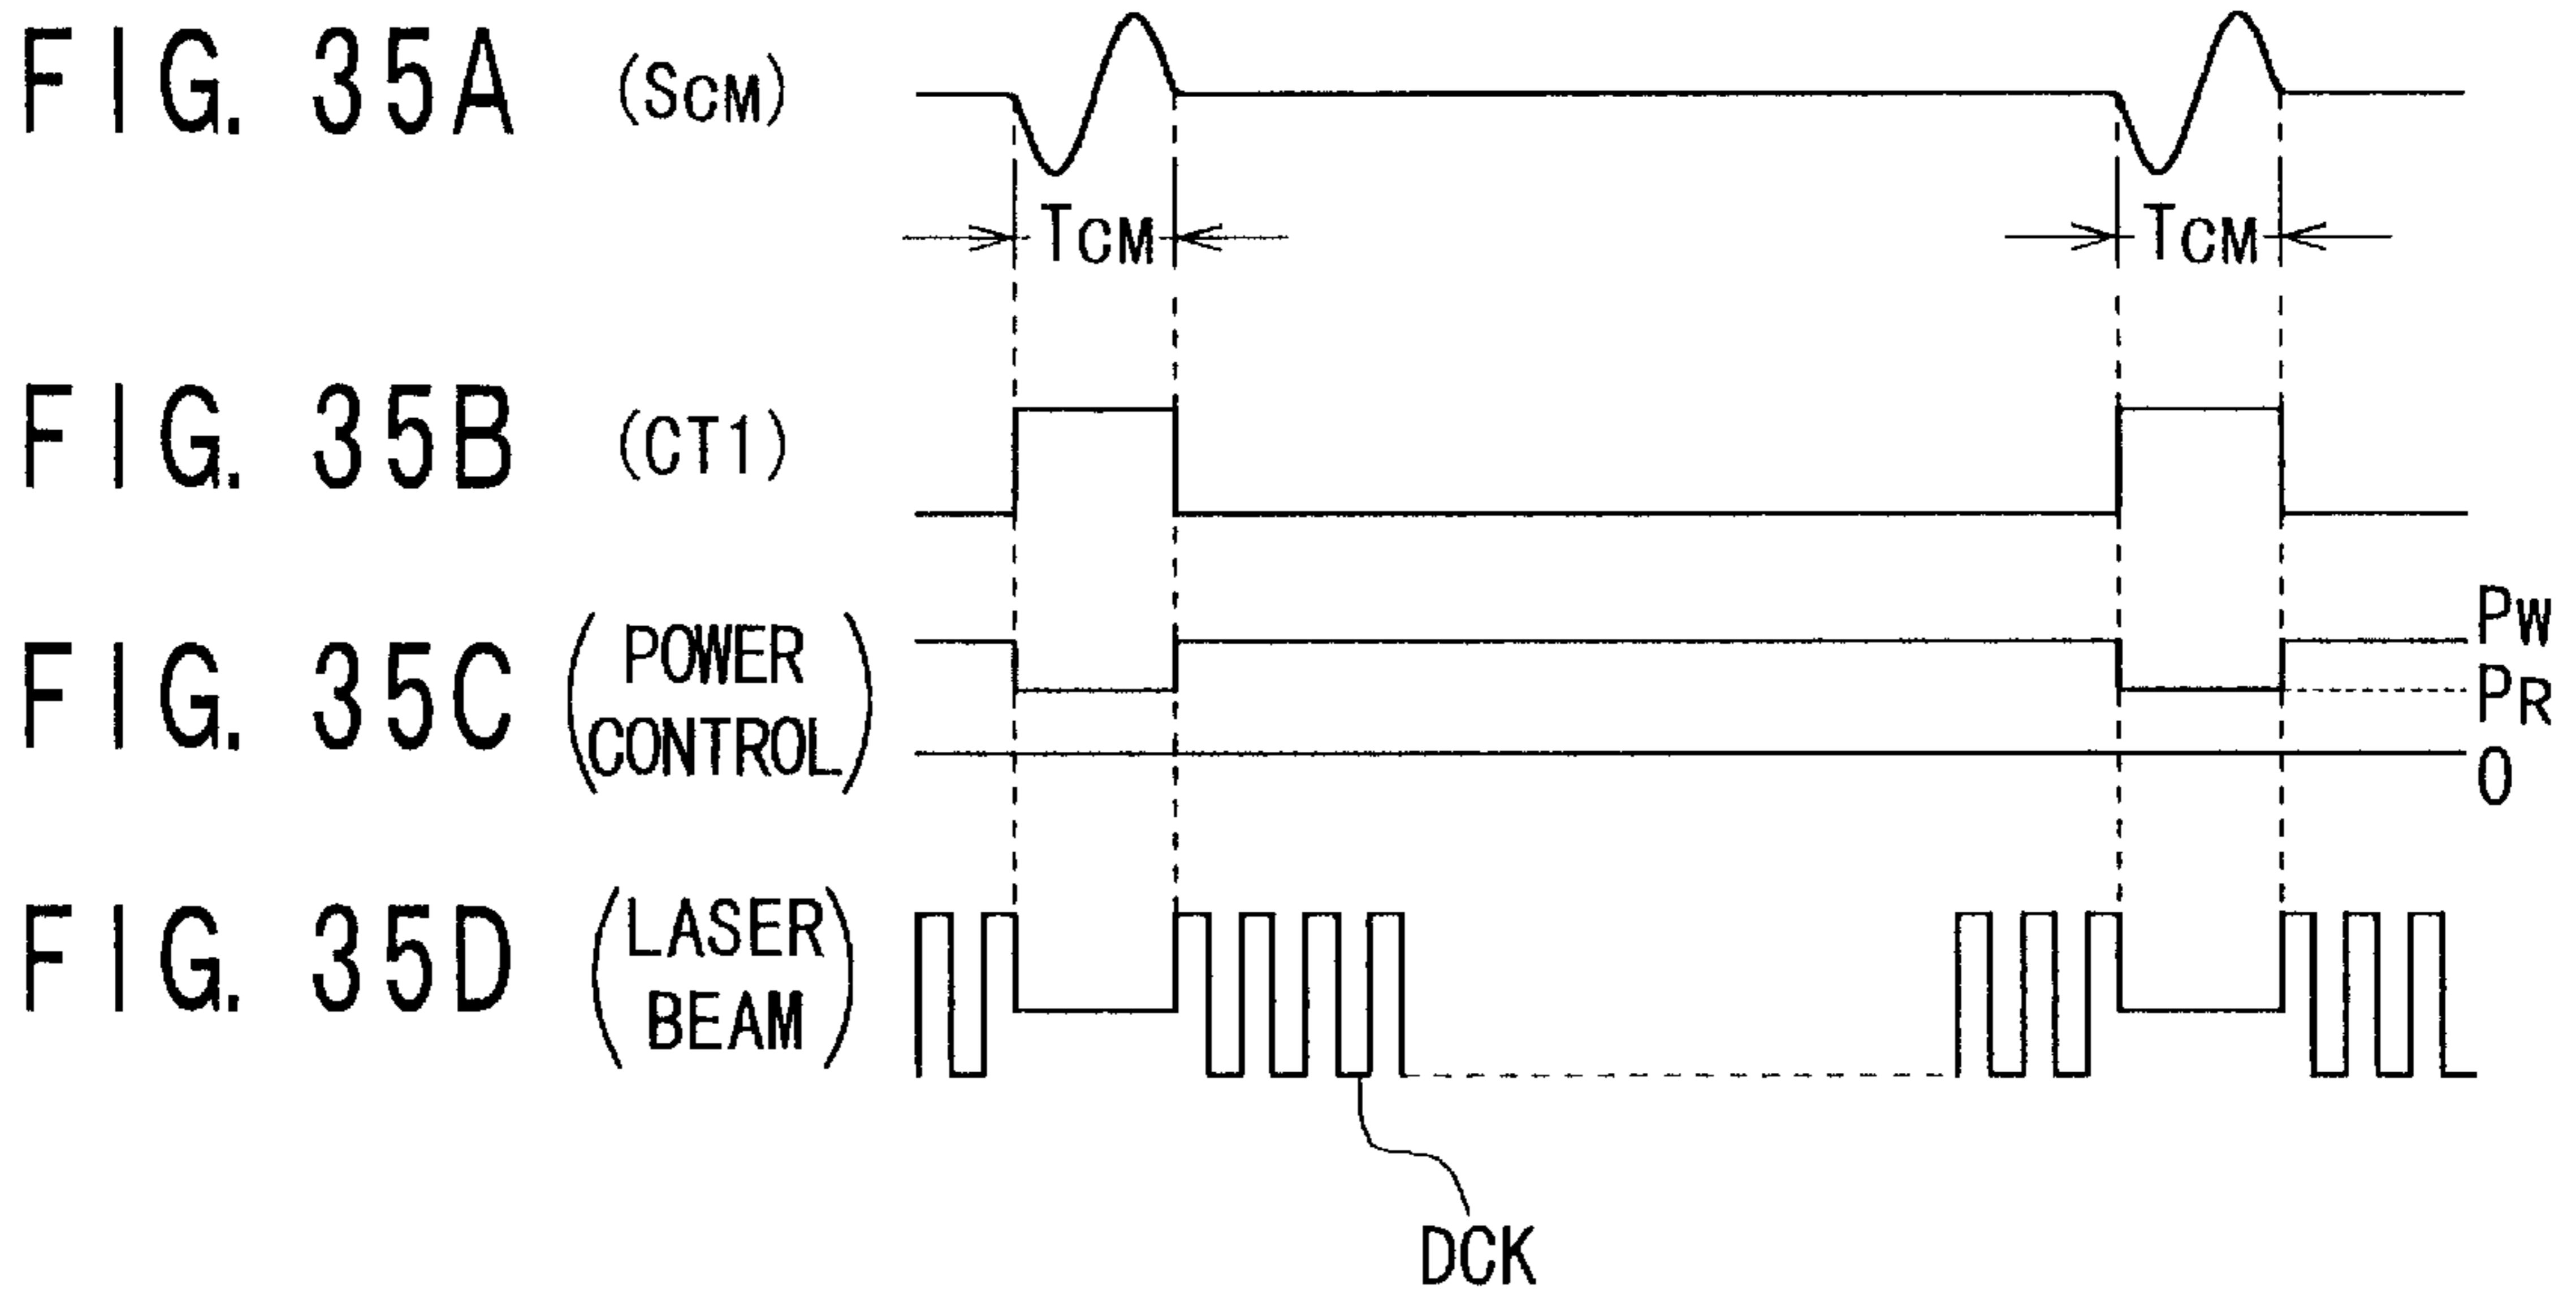 FIG. 35A (SCM)
TCM TCM
FIG. 35B (CT1)
FIG. 35C (POWER CONTROL)
PW
PR
0
FIG. 35D (LASER BEAM)
DCK